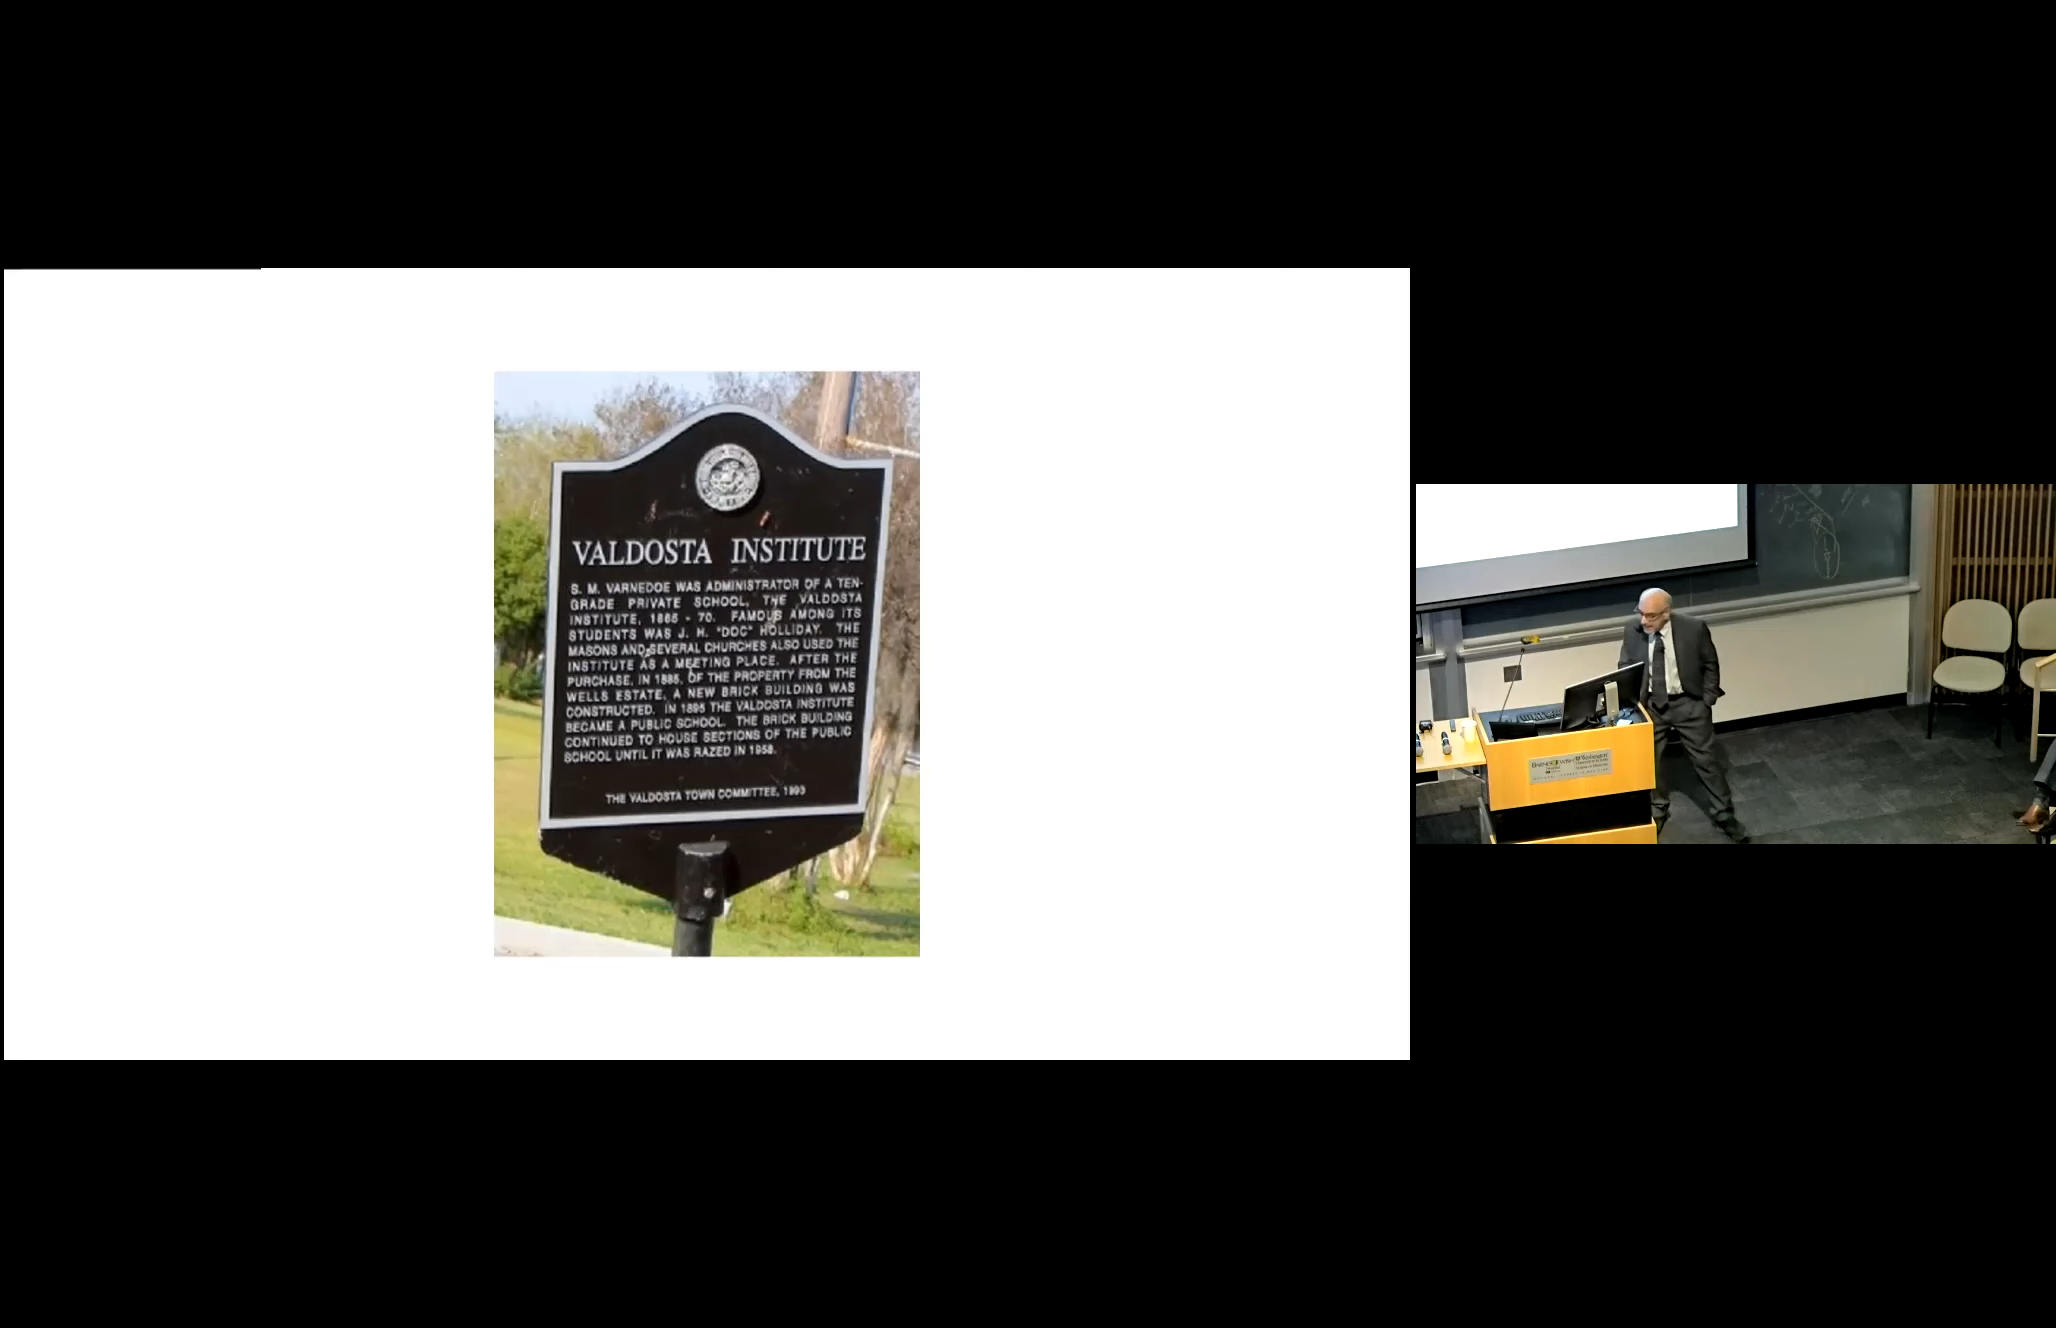 VALDOSTA INSTITUTE
S. M. VARNEDOE WAS ADMINISTRATOR OF A TEN-
GRADE PRIVATE SCHOOL, THE VALDOSTA
INSTITUTE, 1865 - 70. FAMOUS AMONG ITS
STUDENTS WAS J. H. "DOC" HOLLIDAY. THE
MASONS AND SEVERAL CHURCHES ALSO USED THE
INSTITUTE AS A MEETING PLACE. AFTER THE
PURCHASE, IN 1885, OF THE PROPERTY FROM THE
WELLS ESTATE, A NEW BRICK BUILDING WAS
CONSTRUCTED. IN 1895 THE VALDOSTA INSTITUTE
BECAME A PUBLIC SCHOOL. THE BRICK BUILDING
CONTINUED TO HOUSE SECTIONS OF THE PUBLIC
SCHOOL UNTIL IT WAS RAZED IN 1958.
THE VALDOSTA TOWN COMMITTEE, 1993
BARNES JEWISH
Washington